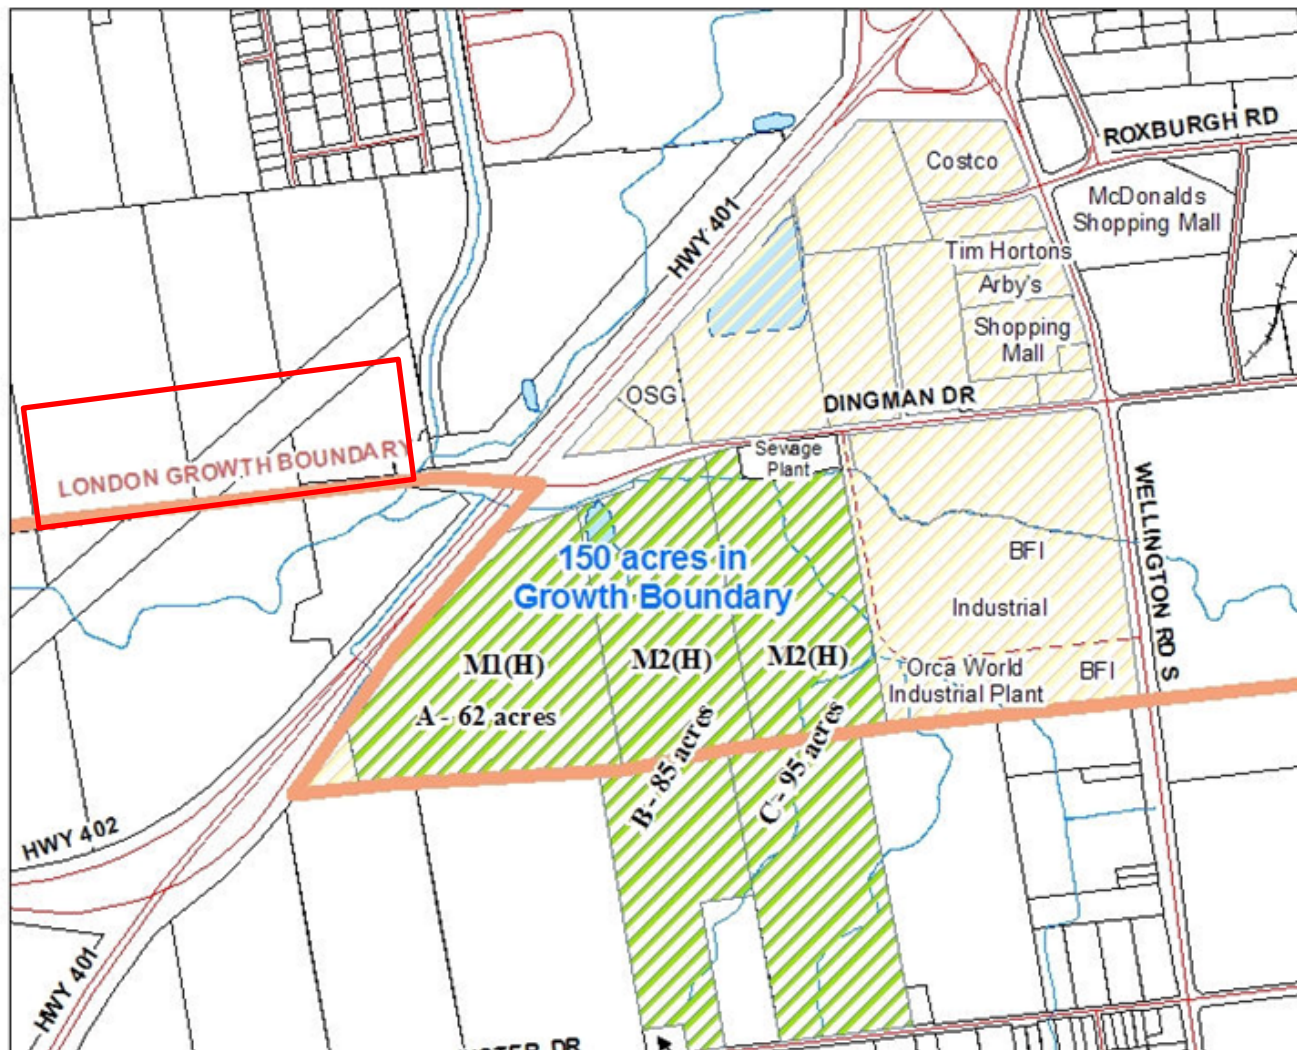 ROXBURGH RD
Costco
McDonalds
Shopping Mall
HWY 401
Tim Hortons
Arby's
Shopping
Mall
OSG
DINGMAN DR
LONDON GROWTH BOUNDARY
Sewage
Plant
WELLINGTON RD S
BFI
150 acres in
Growth Boundary
Industrial
M1(H)
M2(H)
M2(H)
Orca World
Industrial Plant
BFI
A - 62 acres
B - 85 acres
C - 95 acres
HWY 402
HWY 401
DR